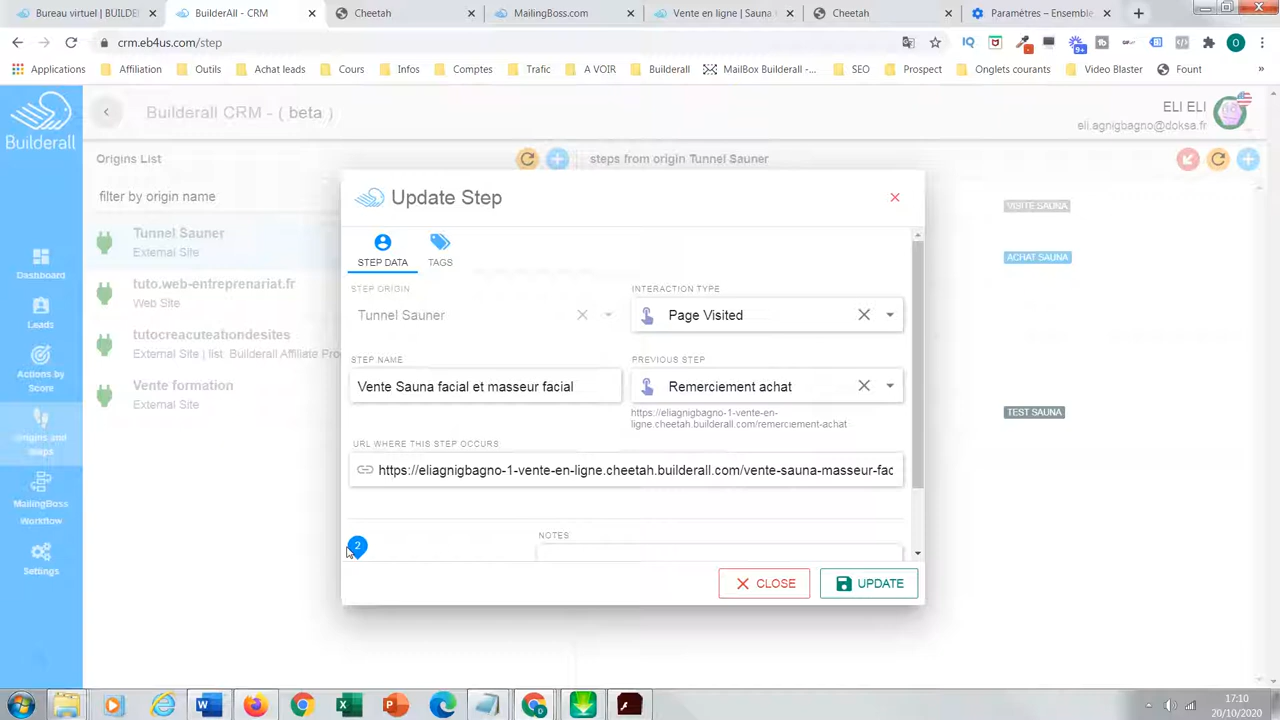 Bureau virtuel | BUILDER
BuilderAll - CRM
Cheetah
MailingBoss
Vente en ligne | Sauna
Cheetah
Paramètres – Ensemble
crm.eb4us.com/step
Applications
Affiliation
Outils
Achat leads
Cours
Infos
Comptes
Trafic
A VOIR
Builderall
MailBox Builderall -...
SEO
Prospect
Onglets courants
Video Blaster
Fount
»
Builderall
Builderall CRM - ( beta )
ELI ELI
eli.agnigbagno@doksa.fr
Origins List
steps from origin Tunnel Sauner
filter by origin name
Tunnel Sauner
External Site
tuto.web-entreprenariat.fr
Web Site
tutocreacuteationdesites
External Site | list Builderall Affiliate Pro
Vente formation
External Site
Dashboard
Leads
Actions by
Score
Origins and
steps
MailingBoss
Workflow
Settings
Update Step
STEP DATA
TAGS
STEP ORIGIN
Tunnel Sauner
INTERACTION TYPE
Page Visited
STEP NAME
Vente Sauna facial et masseur facial
PREVIOUS STEP
Remerciement achat
https://eliagnigbagno-1-vente-en-
ligne.cheetah.builderall.com/remerciement-achat
URL WHERE THIS STEP OCCURS
https://eliagnigbagno-1-vente-en-ligne.cheetah.builderall.com/vente-sauna-masseur-fac
2
NOTES
CLOSE
UPDATE
VISITE SAUNA
ACHAT SAUNA
TEST SAUNA
17:10
20/10/2020